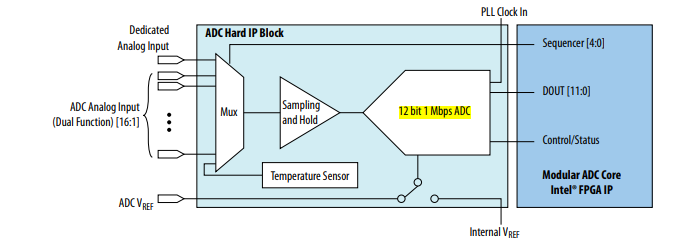 PLL Clock In
Dedicated
Analog Input
ADC Hard IP Block
Sequencer [4:0]
ADC Analog Input
(Dual Function) [16:1]
Mux
Sampling
and Hold
12 bit 1 Mbps ADC
DOUT [11:0]
Control/Status
Temperature Sensor
Modular ADC Core
Intel® FPGA IP
ADC VREF
Internal VREF